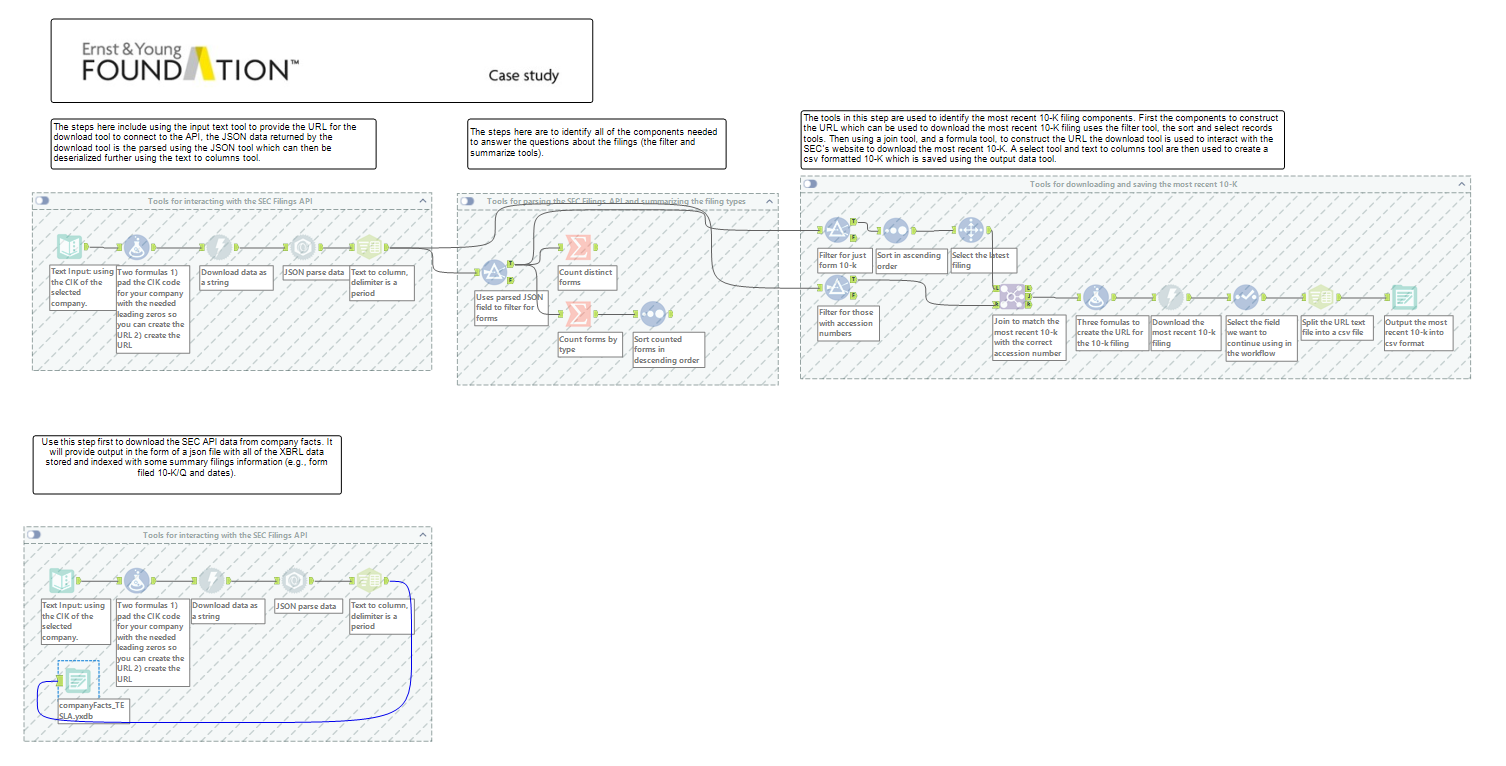 Ernst & Young
FOUNDATION™
Case study
The steps here include using the input text tool to provide the URL for the
download tool to connect to the API, the JSON data returned by the
download tool is the parsed using the JSON tool which can then be
deserialized further using the text to columns tool.
The steps here are to identify all of the components needed
to answer the questions about the filings (the filter and
summarize tools).
The tools in this step are used to identify the most recent 10-K filing components. First the components to construct
the URL which can be used to download the most recent 10-K filing uses the filter tool, the sort and select records
tools. Then using a join tool, and a formula tool, to construct the URL the download tool is used to interact with the
SEC's website to download the most recent 10-K. A select tool and text to columns tool are then used to create a
csv formatted 10-K which is saved using the output data tool.
Tools for interacting with the SEC Filings API
Text Input: using
the CIK of the
selected
company.
Two formulas 1)
pad the CIK code
for your company
with the needed
leading zeros so
you can create the
URL 2) create the
URL
Download data as
a string
JSON parse data
Text to column,
delimiter is a
period
Tools for parsing the SEC Filings API and summarizing the filing types
T
F
Uses parsed JSON
field to filter for
forms
Count distinct
forms
Count forms by
type
Sort counted
forms in
descending order
Tools for downloading and saving the most recent 10-K
T
F
Filter for just
form 10-k
Sort in ascending
order
Select the latest
filing
T
F
Filter for those
with accession
numbers
L
R
L
J
R
Join to match the
most recent 10-k
with the correct
accession number
Three fomulas to
create the URL for
the 10-k filing
Download the
most recent 10-k
filing
Select the field
we want to
continue using in
the workflow
Split the URL text
file into a csv file
Output the most
recent 10-k into
csv format
Use this step first to download the SEC API data from company facts. It
will provide output in the form of a json file with all of the XBRL data
stored and indexed with some summary filings information (e.g., form
filed 10-K/Q and dates).
Tools for interacting with the SEC Filings API
Text Input: using
the CIK of the
selected
company.
Two formulas 1)
pad the CIK code
for your company
with the needed
leading zeros so
you can create the
URL 2) create the
URL
Download data as
a string
JSON parse data
Text to column,
delimiter is a
period
companyFacts_TE
SLA.yxdb